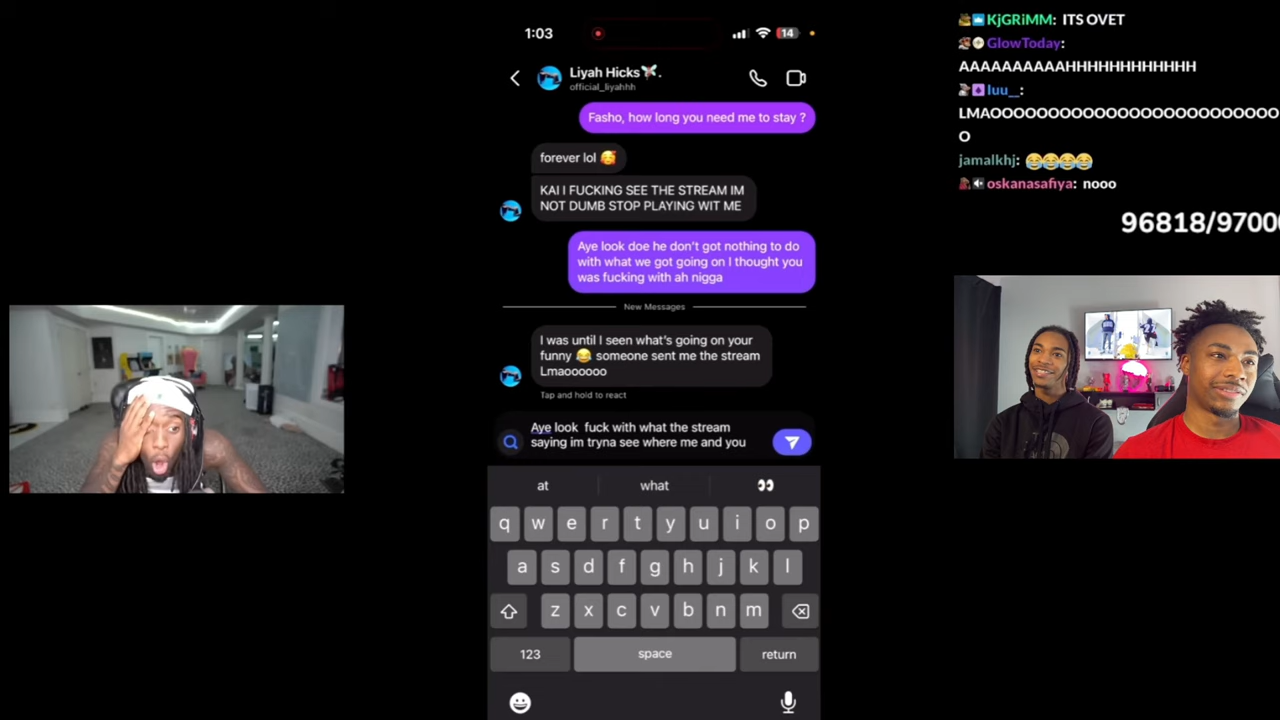 1:03
14
Liyah Hicks
official_liyahhh
Fasho, how long you need me to stay ?
forever lol 🥰
KAI I FUCKING SEE THE STREAM IM
NOT DUMB STOP PLAYING WIT ME
Aye look doe he don't got nothing to do
with what we got going on I thought you
was fucking with ah nigga
New Messages
I was until I seen what's going on your
funny 😂 someone sent me the stream
Lmaoooooo
Tap and hold to react
Aye look fuck with what the stream
saying im tryna see where me and you
at what 👀
q w e r t y u i o p
a s d f g h j k l
z x c v b n m
123 space return
KjGRiMM: ITS OVET
GlowToday:
AAAAAAAAAAHHHHHHHHHHHH
luu__:
LMAOOOOOOOOOOOOOOOOOOOOOOOO
O
jamalkhj: 😂😂😂😂
oskanasafiya: nooo
96818/97000